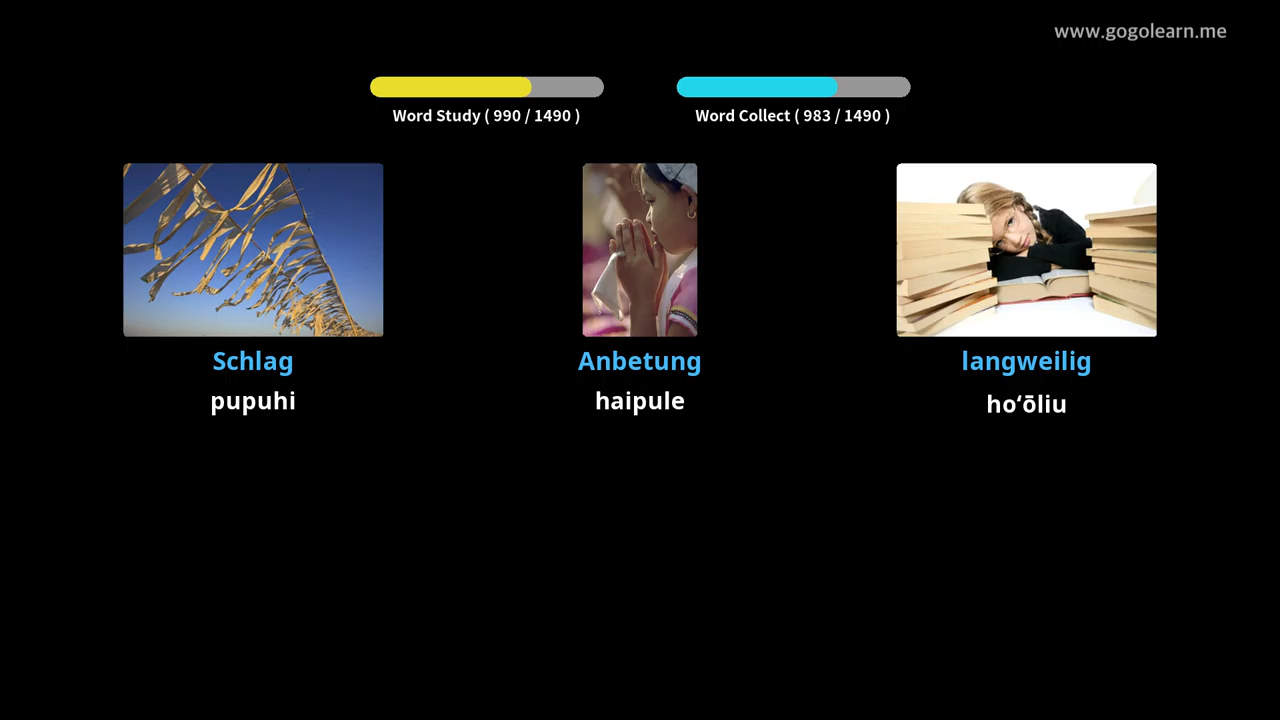 www.gogolearn.me
Word Study ( 990 / 1490 )
Word Collect ( 983 / 1490 )
Schlag
Anbetung
langweilig
pupuhi
haipule
hoʻōliu